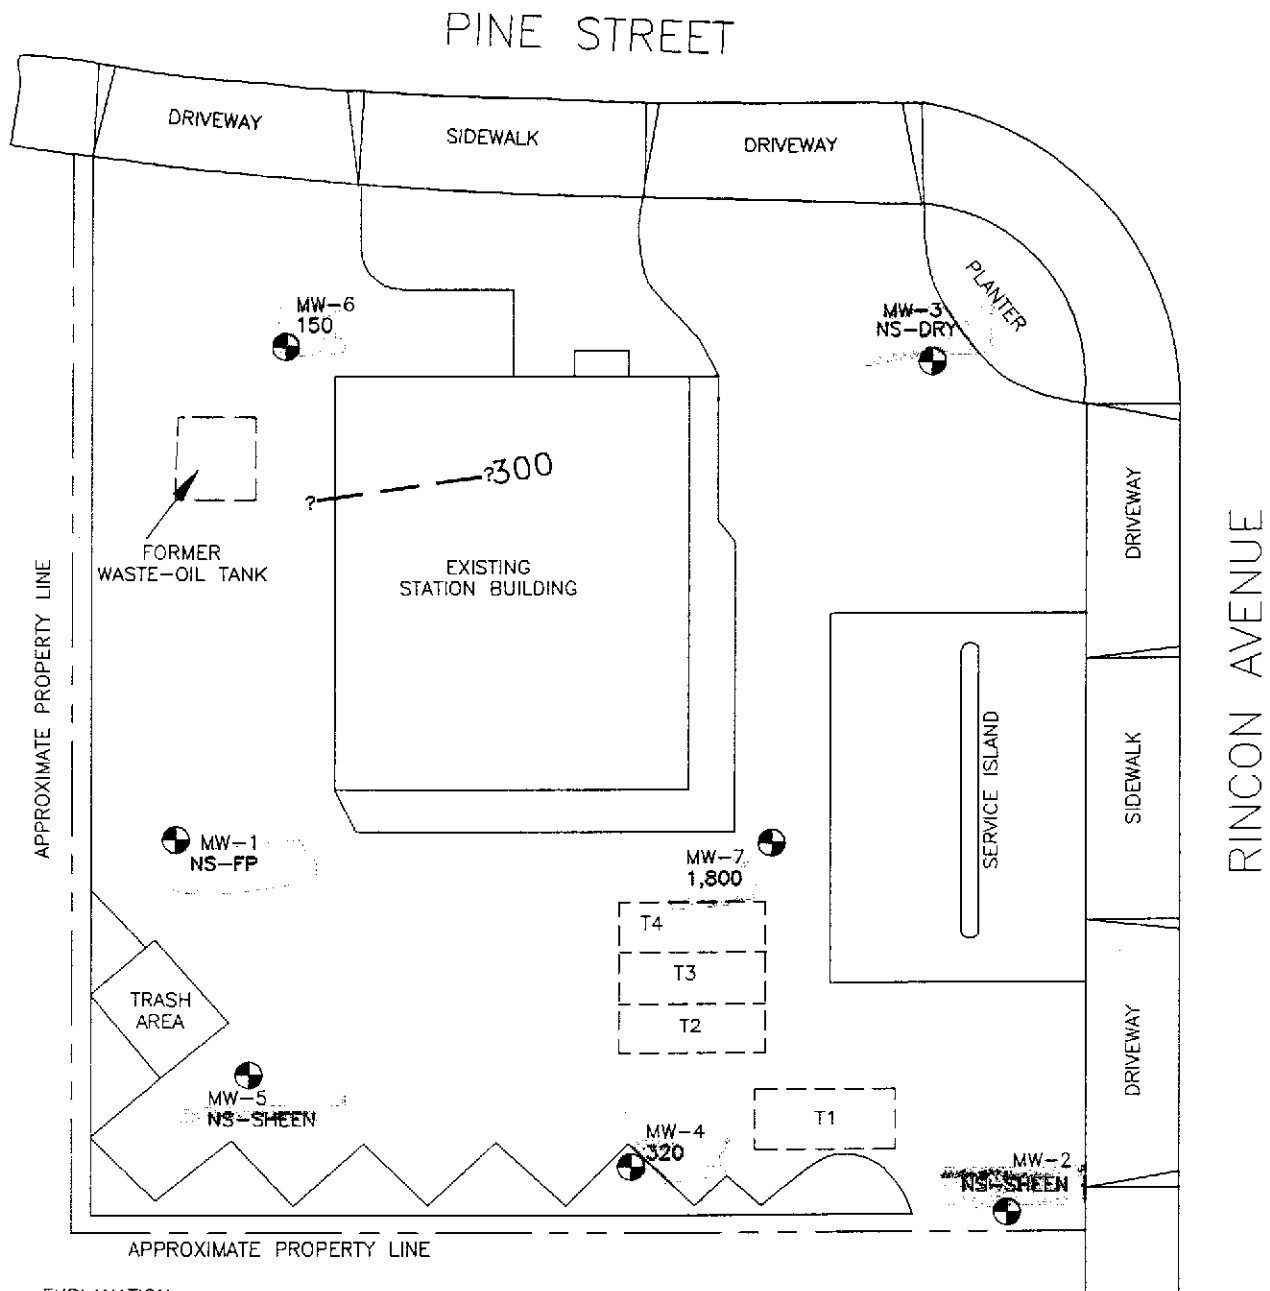 PINE STREET
DRIVEWAY
SIDEWALK
DRIVEWAY
PLANTER
MW-6
150
MW-3
NS-DRY
?
?300
FORMER
WASTE-OIL TANK
EXISTING
STATION BUILDING
DRIVEWAY
RINCON AVENUE
APPROXIMATE PROPERTY LINE
SERVICE ISLAND
SIDEWALK
MW-1
NS-FP
MW-7
1,800
T4
T3
T2
TRASH
AREA
DRIVEWAY
MW-5
NS-SHEEN
T1
MW-4
320
MW-2
NS-SHEEN
APPROXIMATE PROPERTY LINE